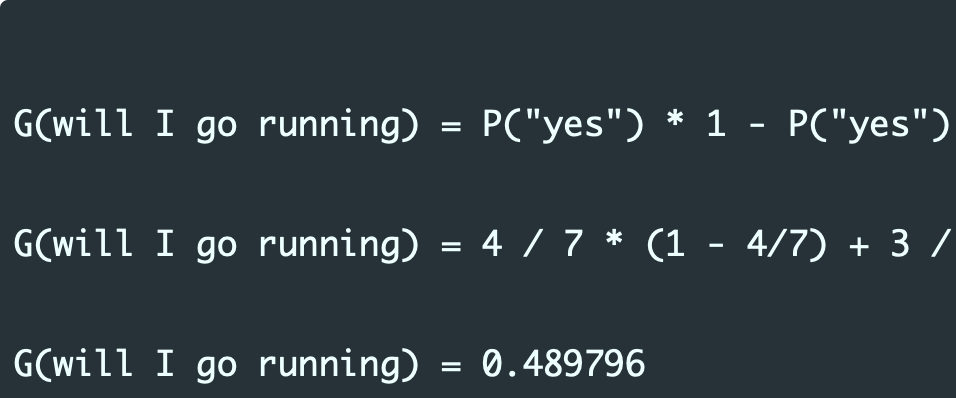 G(will I go running) = P("yes") * 1 - P("yes")
G(will I go running) = 4 / 7 * (1 - 4/7) + 3 /
G(will I go running) = 0.489796